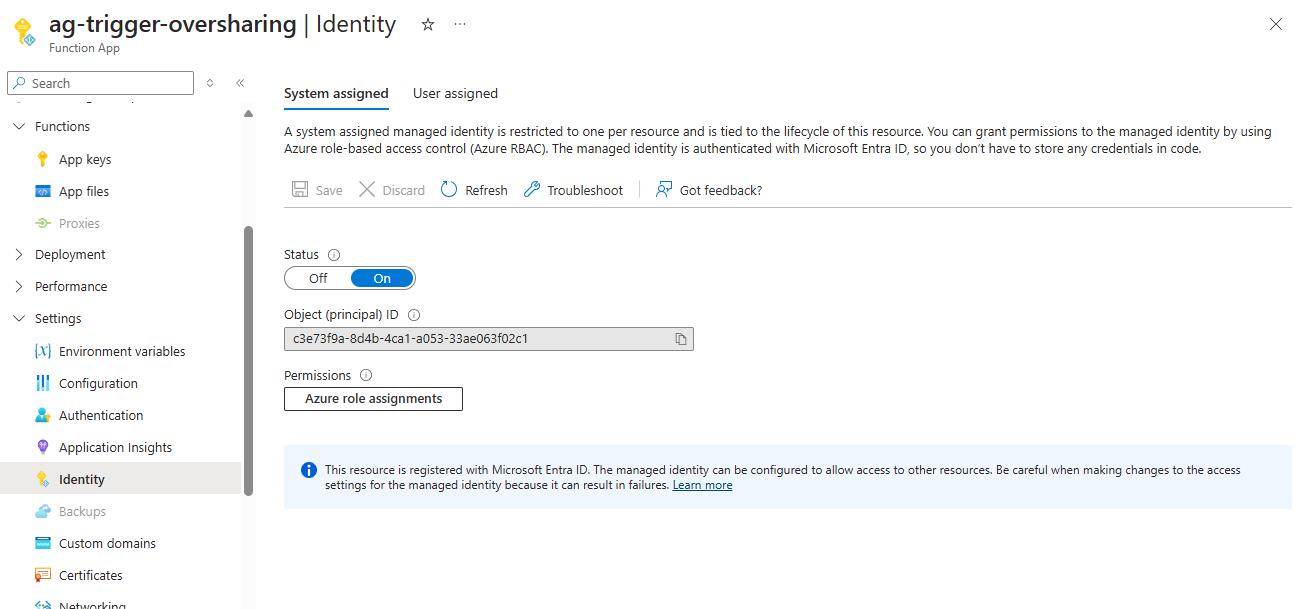 ag-trigger-oversharing | Identity
Function App
Search
Functions
App keys
App files
Proxies
Deployment
Performance
Settings
Environment variables
Configuration
Authentication
Application Insights
Identity
Backups
Custom domains
Certificates
Networking
System assigned
User assigned
A system assigned managed identity is restricted to one per resource and is tied to the lifecycle of this resource. You can grant permissions to the managed identity by using
Azure role-based access control (Azure RBAC). The managed identity is authenticated with Microsoft Entra ID, so you don't have to store any credentials in code.
Save
Discard
Refresh
Troubleshoot
Got feedback?
Status
Off
On
Object (principal) ID
c3e73f9a-8d4b-4ca1-a053-33ae063f02c1
Permissions
Azure role assignments
This resource is registered with Microsoft Entra ID. The managed identity can be configured to allow access to other resources. Be careful when making changes to the access
settings for the managed identity because it can result in failures. Learn more